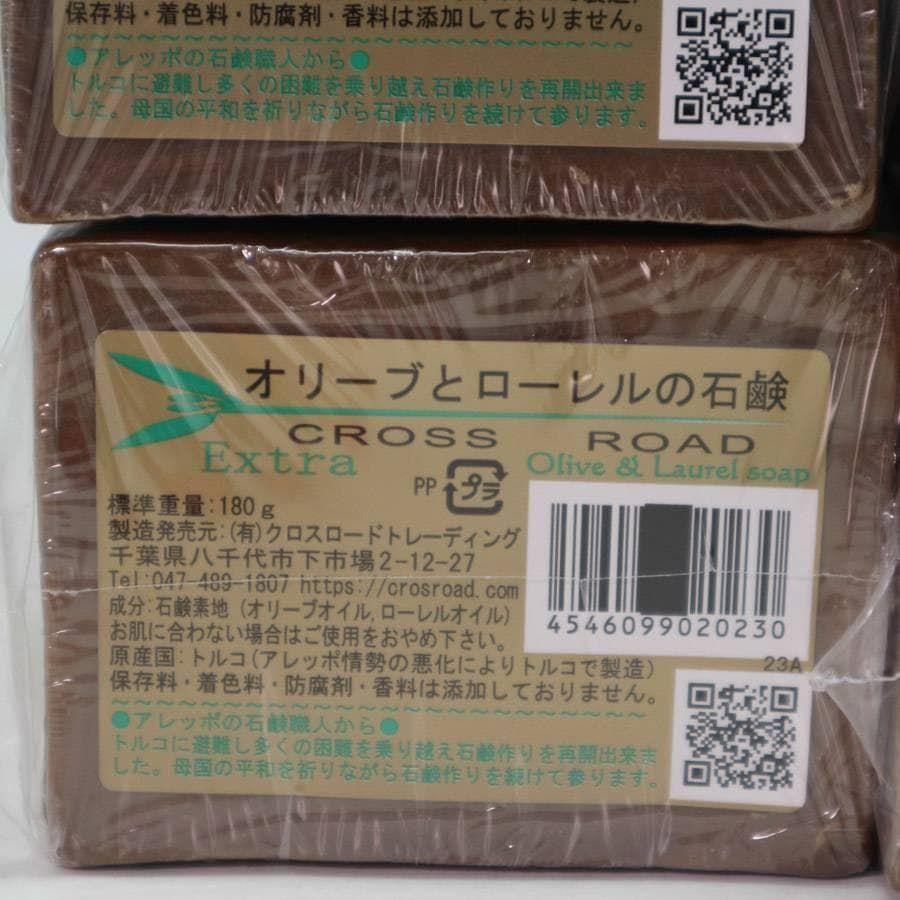 保存料・着色料・防腐剤・香料は添加しておりません。
●アレッポの石鹸職人から●
トルコに避難し多くの困難を乗り越え石鹸作りを再開出来ま
した。母国の平和を祈りながら石鹸作りを続けて参ります。
オリーブとローレルの石鹸
CROSS ROAD
Extra Olive & Laurel soap
PP プラ
標準重量:180g
製造発売元:(有)クロスロードトレーディング
千葉県八千代市下市場2-12-27
Tel:047-489-1807 https://crosroad.com
成分:石鹸素地 (オリーブオイル,ローレルオイル)
お肌に合わない場合はご使用をおやめ下さい。
4546099020230
原産国:トルコ(アレッポ情勢の悪化によりトルコで製造)
23A
保存料・着色料・防腐剤・香料は添加しておりません。
●アレッポの石鹸職人から●
トルコに避難し多くの困難を乗り越え石鹸作りを再開出来ま
した。母国の平和を祈りながら石鹸作りを続けて参ります。